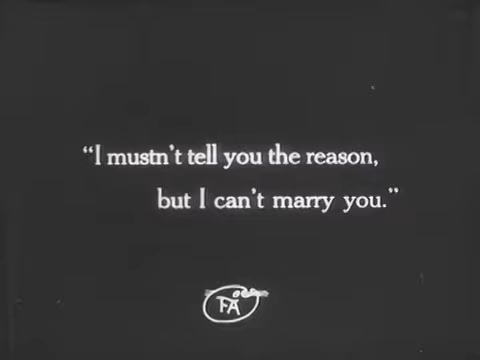 “I mustn't tell you the reason,
but I can't marry you.”
FA